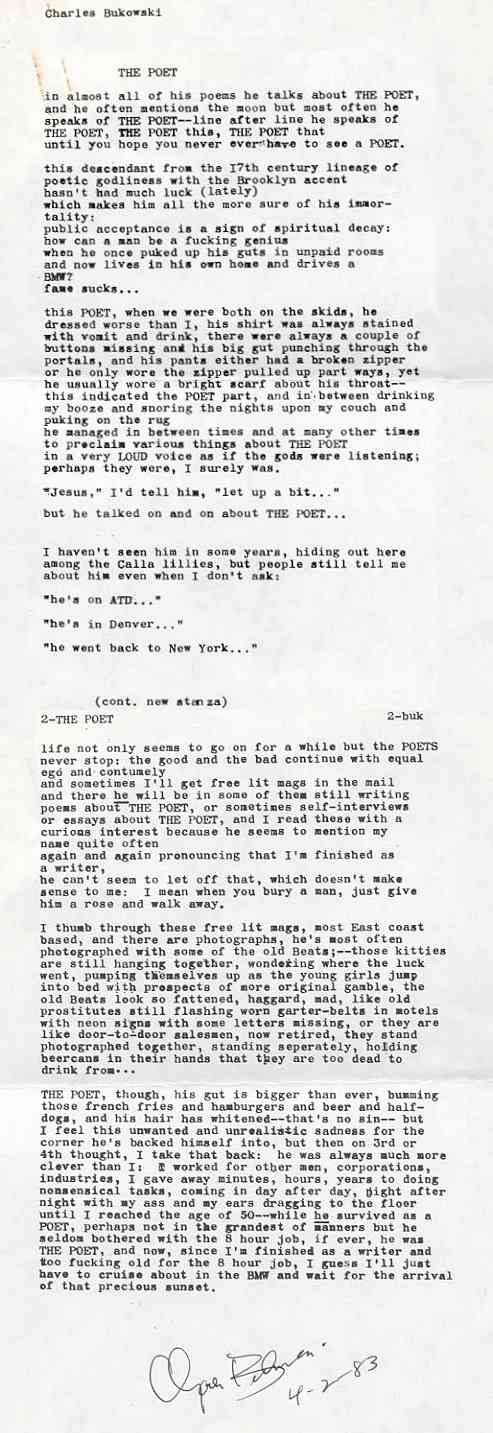 Charles Bukowski
THE POET
in almost all of his poems he talks about THE POET,
and he often mentions the moon but most often he
speaks of THE POET--line after line he speaks of
THE POET, THE POET this, THE POET that
until you hope you never ever have to see a POET.
this descendant from the I7th century lineage of
poetic godliness with the Brooklyn accent
hasn't had much luck (lately)
which makes him all the more sure of his immor-
tality:
public acceptance is a sign of spiritual decay:
how can a man be a fucking genius
when he once puked up his guts in unpaid rooms
and now lives in his own home and drives a
BMW?
fame sucks...
this POET, when we were both on the skids, he
dressed worse than I, his shirt was always stained
with vomit and drink, there were always a couple of
buttons missing and his big gut punching through the
portals, and his pants either had a broken zipper
or he only wore the zipper pulled up part ways, yet
he usually wore a bright scarf about his throat--
this indicated the POET part, and in between drinking
my booze and snoring the nights upon my couch and
puking on the rug
he managed in between times and at many other times
to preclaim various things about THE POET
in a very LOUD voice as if the gods were listening;
perhaps they were, I surely was.
"Jesus," I'd tell him, "let up a bit..."
but he talked on and on about THE POET...
I haven't seen him in some years, hiding out here
among the Calla lillies, but people still tell me
about him even when I don't ask:
"he's on ATD..."
"he's in Denver..."
"he went back to New York..."
(cont. new stanza)
2-THE POET 2-buk
life not only seems to go on for a while but the POETS
never stop: the good and the bad continue with equal
ego and contumely
and sometimes I'll get free lit mags in the mail
and there he will be in some of them still writing
poems about THE POET, or sometimes self-interviews
or essays about THE POET, and I read these with a
curious interest because he seems to mention my
name quite often
again and again pronouncing that I'm finished as
a writer,
he can't seem to let off that, which doesn't make
sense to me: I mean when you bury a man, just give
him a rose and walk away.
I thumb through these free lit mags, most East coast
based, and there are photographs, he's most often
photographed with some of the old Beats;--those kitties
are still hanging together, wondering where the luck
went, pumping themselves up as the young girls jump
into bed with prospects of more original gamble, the
old Beats look so fattened, haggard, mad, like old
prostitutes still flashing worn garter-belts in motels
with neon signs with some letters missing, or they are
like door-to-door salesmen, now retired, they stand
photographed together, standing seperately, holding
beercans in their hands that they are too dead to
drink from...
THE POET, though, his gut is bigger than ever, bumming
those french fries and hamburgers and beer and half-
dogs, and his hair has whitened--that's no sin-- but
I feel this unwanted and unrealistic sadness for the
corner he's backed himself into, but then on 3rd or
4th thought, I take that back: he was always much more
clever than I: I worked for other men, corporations,
industries, I gave away minutes, hours, years to doing
nonsensical tasks, coming in day after day, night after
night with my ass and my ears dragging to the floor
until I reached the age of 50--while he survived as a
POET, perhaps not in the grandest of manners but he
seldom bothered with the 8 hour job, if ever, he was
THE POET, and now, since I'm finished as a writer and
too fucking old for the 8 hour job, I guess I'll just
have to cruise about in the BMW and wait for the arrival
of that precious sunset.
4-2-83